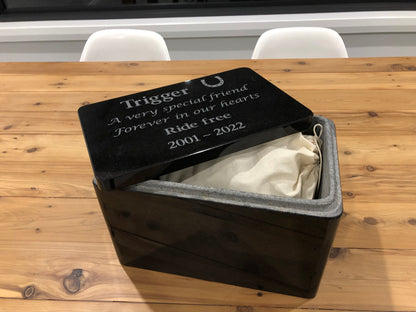 Trigger
A very special friend
Forever in our hearts
Ride free
2001 ~ 2022